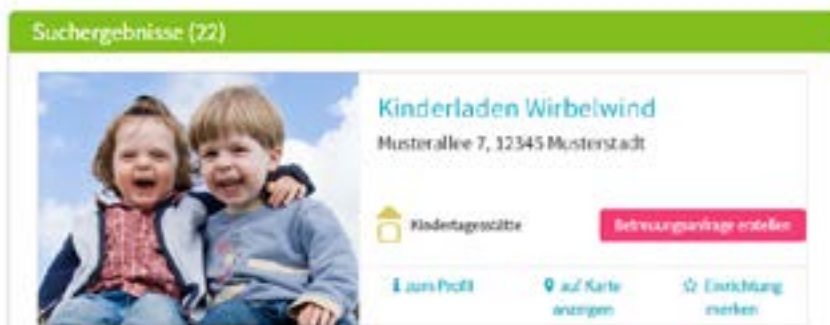 Suchergebnisse (22)
Kinderladen Wirbelwind
Musterallee 7, 12345 Musterstadt
Kindertagesstätte
Betreuungsanfrage erstellen
zum Profil
auf Karte
anzeigen
Einrichtung
merken